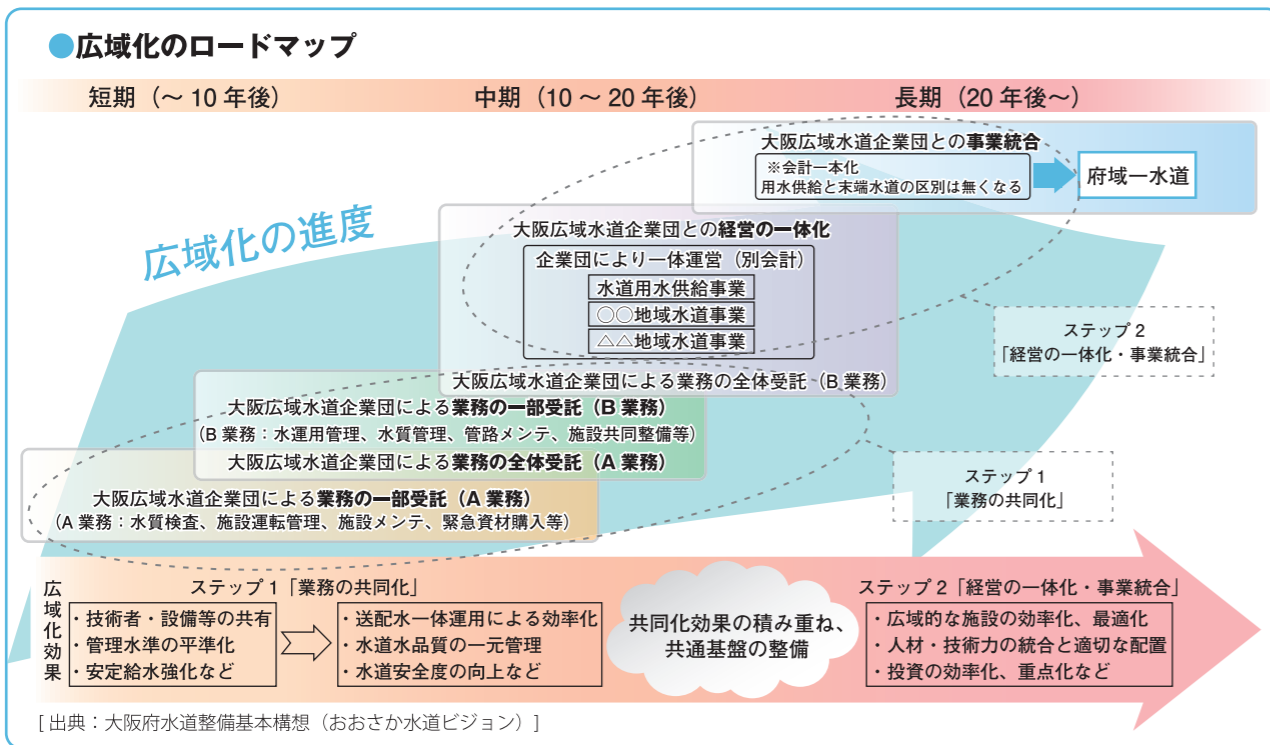 ●広域化のロードマップ
短期（～ 10 年後）
中期（10 ～ 20 年後）
長期（20 年後～）
大阪広域水道企業団との事業統合
※会計一本化
用水供給と末端水道の区別は無くなる
府域一水道
広域化の進度
大阪広域水道企業団との経営の一体化
企業団により一体運営（別会計）
水道用水供給事業
○○地域水道事業
△△地域水道事業
大阪広域水道企業団による業務の全体受託（B 業務）
ステップ 2
「経営の一体化・事業統合」
大阪広域水道企業団による業務の一部受託（B 業務）
（B 業務：水運用管理、水質管理、管路メンテ、施設共同整備等）
大阪広域水道企業団による業務の全体受託（A 業務）
ステップ 1
「業務の共同化」
大阪広域水道企業団による業務の一部受託（A 業務）
（A 業務：水質検査、施設運転管理、施設メンテ、緊急資材購入等）
広域化効果
ステップ 1「業務の共同化」
・技術者・設備等の共有
・管理水準の平準化
・安定給水強化など
・送配水一体運用による効率化
・水道水品質の一元管理
・水道安全度の向上など
共同化効果の積み重ね、
共通基盤の整備
ステップ 2「経営の一体化・事業統合」
・広域的な施設の効率化、最適化
・人材・技術力の統合と適切な配置
・投資の効率化、重点化など
[ 出典：大阪府水道整備基本構想（おおさか水道ビジョン）]